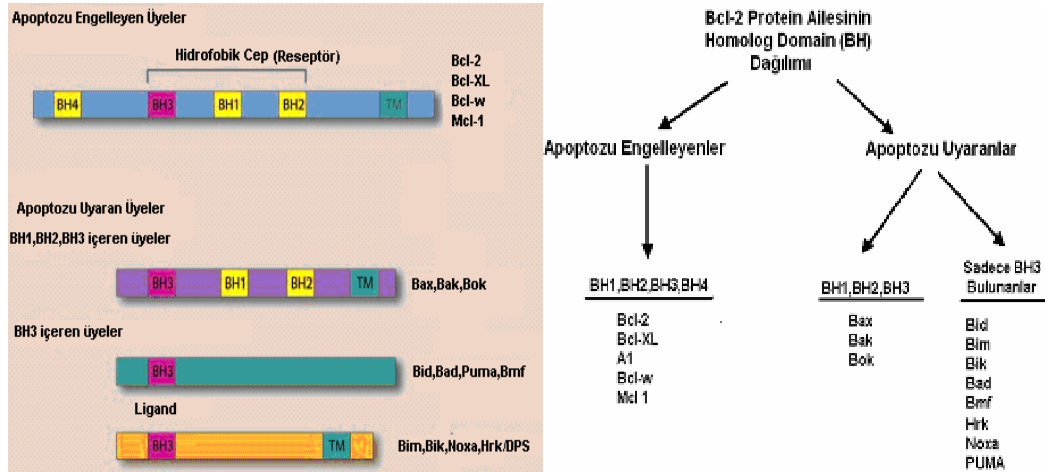 Apoptozu Engelleyen Üyeler
Hidrofobik Cep (Reseptör)
BH4 BH3 BH1 BH2 TM
Bcl-2
Bcl-XL
Bcl-w
Mcl-1
Apoptozu Uyaran Üyeler
BH1,BH2,BH3 içeren üyeler
BH3 BH1 BH2 TM
Bax,Bak,Bok
BH3 içeren üyeler
BH3
Bid,Bad,Puma,Bmf
Ligand
BH3 TM
Bim,Bik,Noxa,Hrk/DPS
Bcl-2 Protein Ailesinin
Homolog Domain (BH)
Dağılımı
Apoptozu Engelleyenler
Apoptozu Uyaranlar
BH1,BH2,BH3,BH4
Bcl-2
Bcl-XL
A1
Bcl-w
Mcl 1
BH1,BH2,BH3
Bax
Bak
Bok
Sadece BH3
Bulunanlar
Bid
Bim
Bik
Bad
Bmf
Hrk
Noxa
PUMA